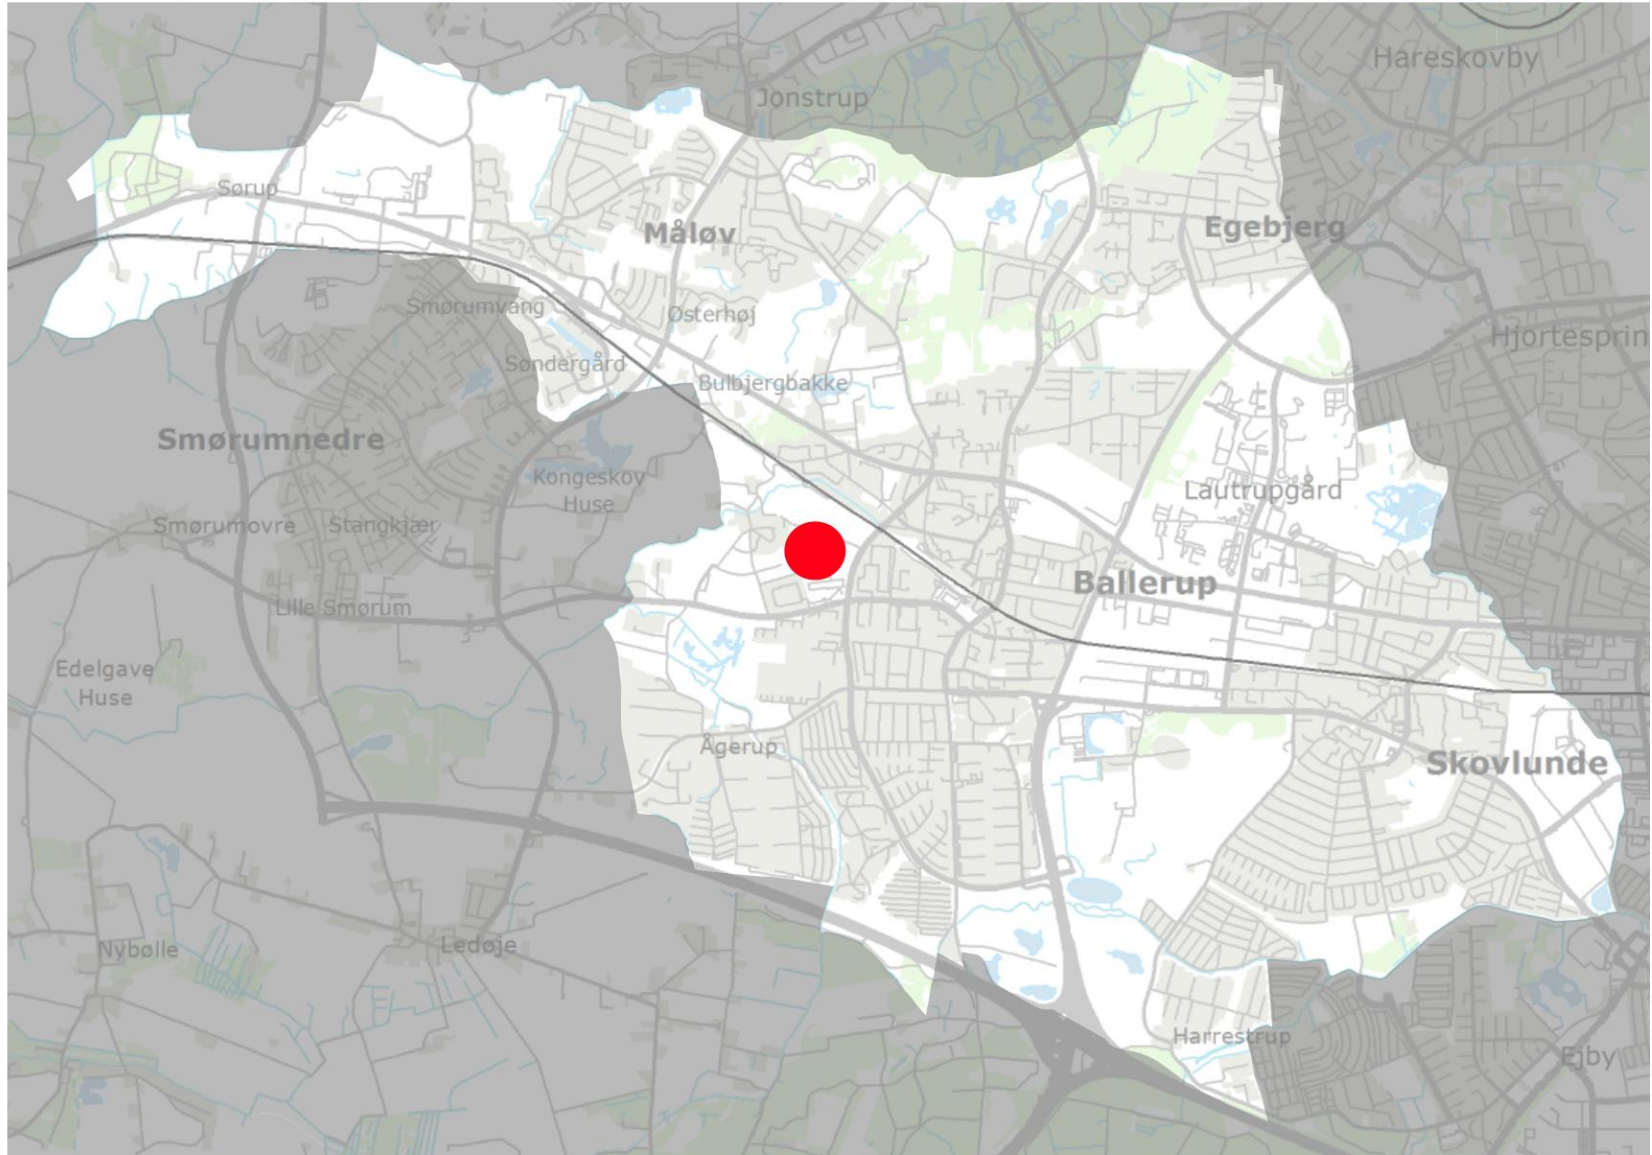 Hareskovby
Jonstrup
Sørup
Måløv
Egebjerg
Smørumvang
Østerhøj
Hjortesprin
Søndergård
Bulbjergbakke
Smørumnedre
Kongeskov
Huse
Lautrupgård
Smørumovre
Stangkjær
Ballerup
Lille Smørum
Edelgave
Huse
Ågerup
Skovlunde
Nybølle
Ledøje
Harrestrup
Ejby